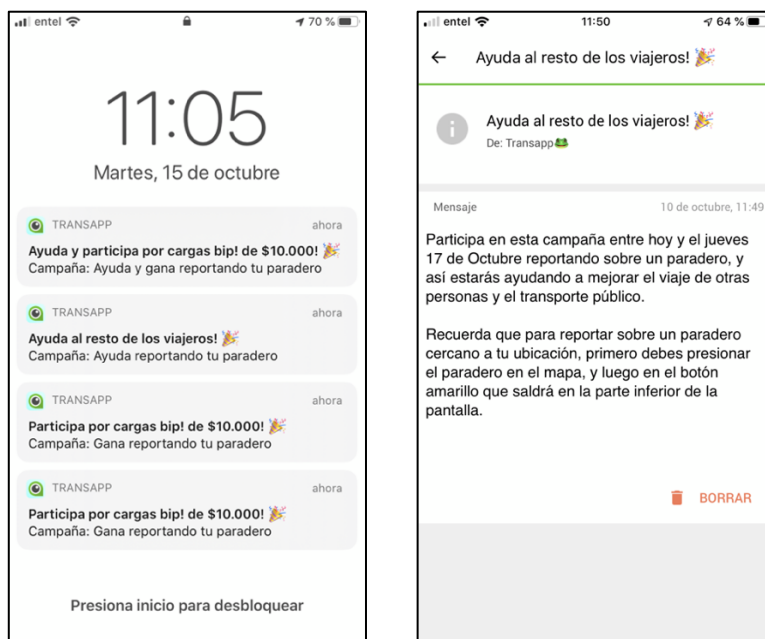 entel 70 %
11:05
Martes, 15 de octubre
TRANSAPP ahora
Ayuda y participa por cargas bip! de $10.000! 🎉
Campaña: Ayuda y gana reportando tu paradero
TRANSAPP ahora
Ayuda al resto de los viajeros! 🎉
Campaña: Ayuda reportando tu paradero
TRANSAPP ahora
Participa por cargas bip! de $10.000! 🎉
Campaña: Gana reportando tu paradero
TRANSAPP ahora
Participa por cargas bip! de $10.000! 🎉
Campaña: Gana reportando tu paradero
Presiona inicio para desbloquear
entel 11:50 64 %
Ayuda al resto de los viajeros! 🎉
Ayuda al resto de los viajeros! 🎉
De: Transapp🐸
Mensaje 10 de octubre, 11:49
Participa en esta campaña entre hoy y el jueves
17 de Octubre reportando sobre un paradero, y
así estarás ayudando a mejorar el viaje de otras
personas y el transporte público.
Recuerda que para reportar sobre un paradero
cercano a tu ubicación, primero debes presionar
el paradero en el mapa, y luego en el botón
amarillo que saldrá en la parte inferior de la
pantalla.
BORRAR